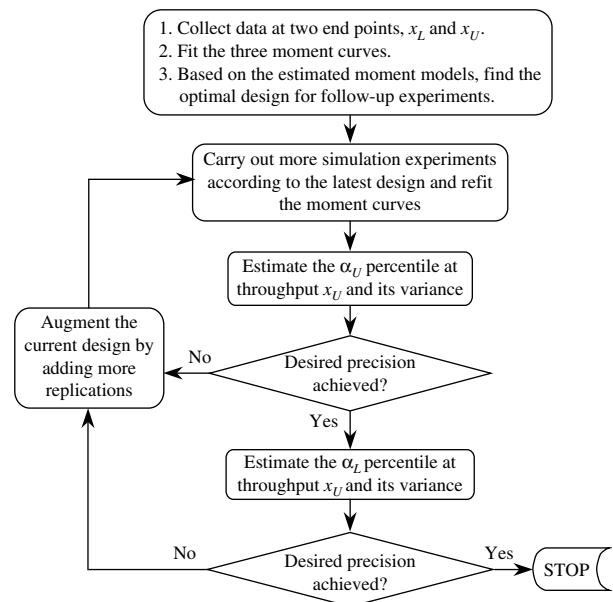 1. Collect data at two end points, x_L and x_U.
2. Fit the three moment curves.
3. Based on the estimated moment models, find the
optimal design for follow-up experiments.
Carry out more simulation experiments
according to the latest design and refit
the moment curves
Estimate the α_U percentile at
throughput x_U and its variance
Augment the
current design by
adding more
replications
No
Desired precision
achieved?
Yes
Estimate the α_L percentile at
throughput x_U and its variance
No
Desired precision
achieved?
Yes
STOP